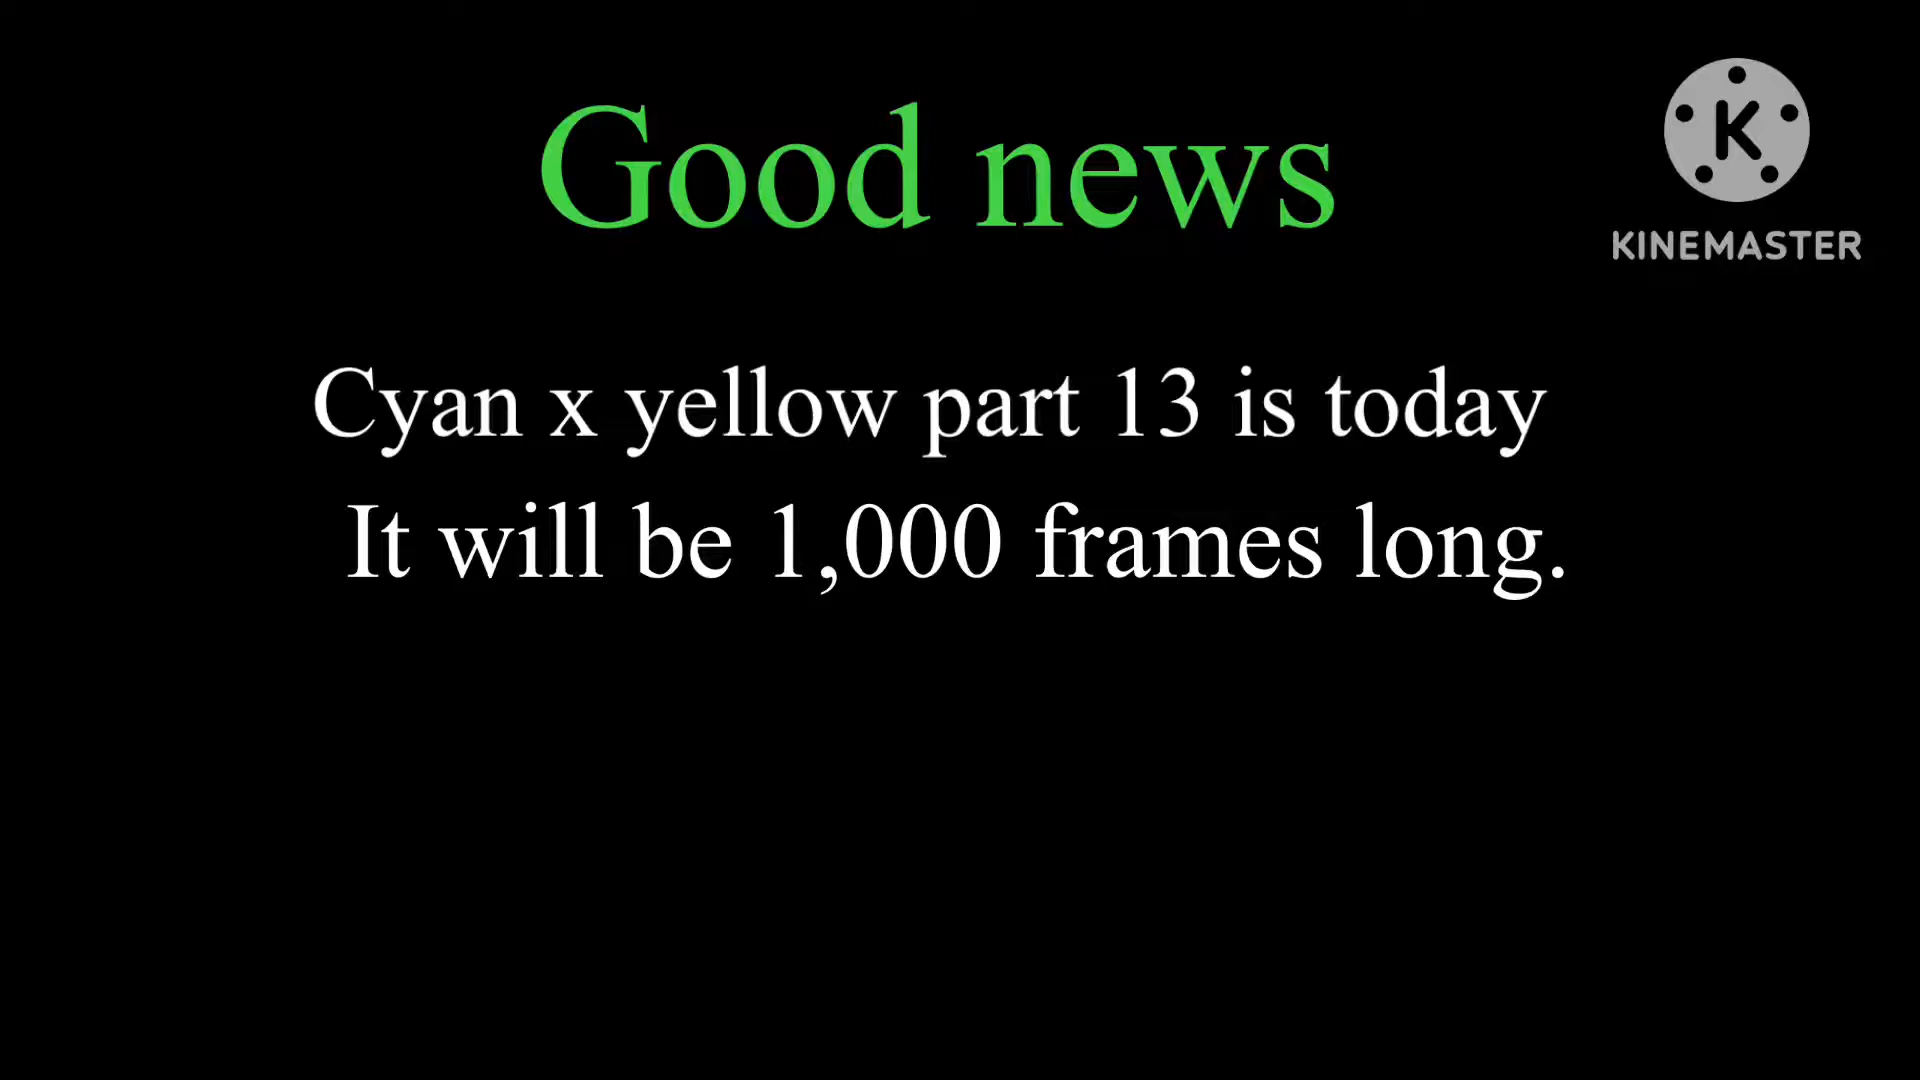 Good news
K
KINEMASTER
Cyan x yellow part 13 is today
It will be 1,000 frames long.